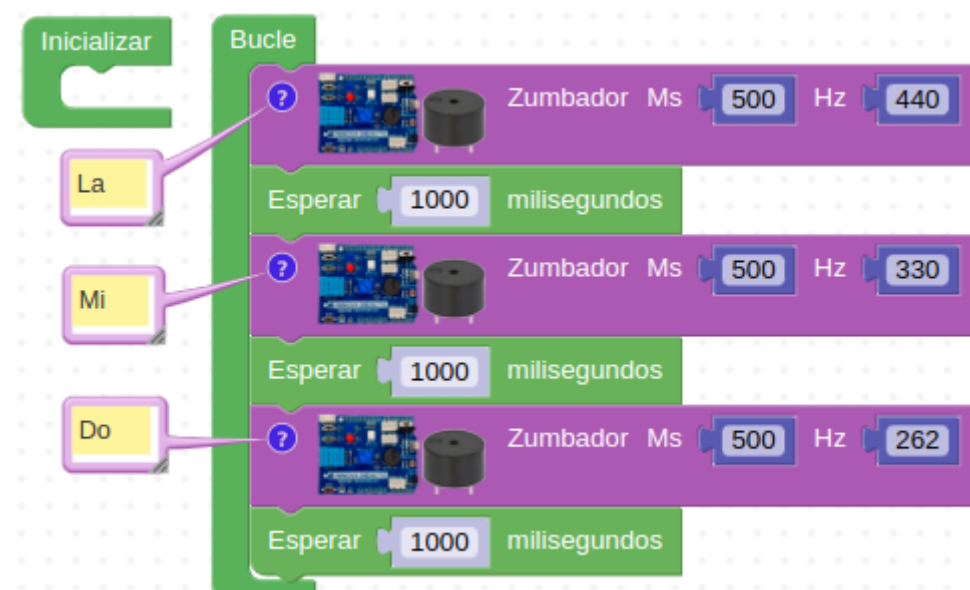 Inicializar
Bucle
? Zumbador Ms 500 Hz 440
La
Esperar 1000 milisegundos
? Zumbador Ms 500 Hz 330
Mi
Esperar 1000 milisegundos
? Zumbador Ms 500 Hz 262
Do
Esperar 1000 milisegundos